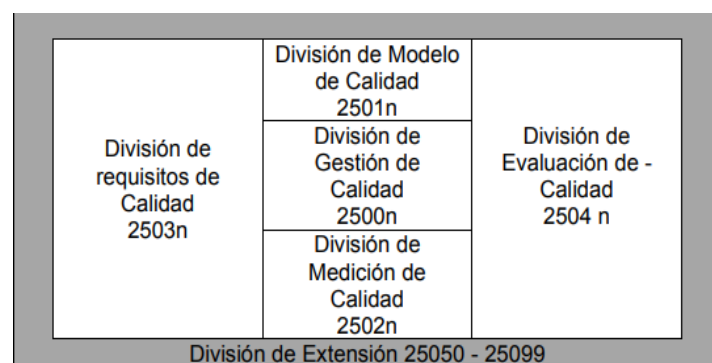 División de
requisitos de
Calidad
2503n
División de Modelo
de Calidad
2501n
División de
Gestión de
Calidad
2500n
División de
Medición de
Calidad
2502n
División de
Evaluación de -
Calidad
2504 n
División de Extensión 25050 - 25099